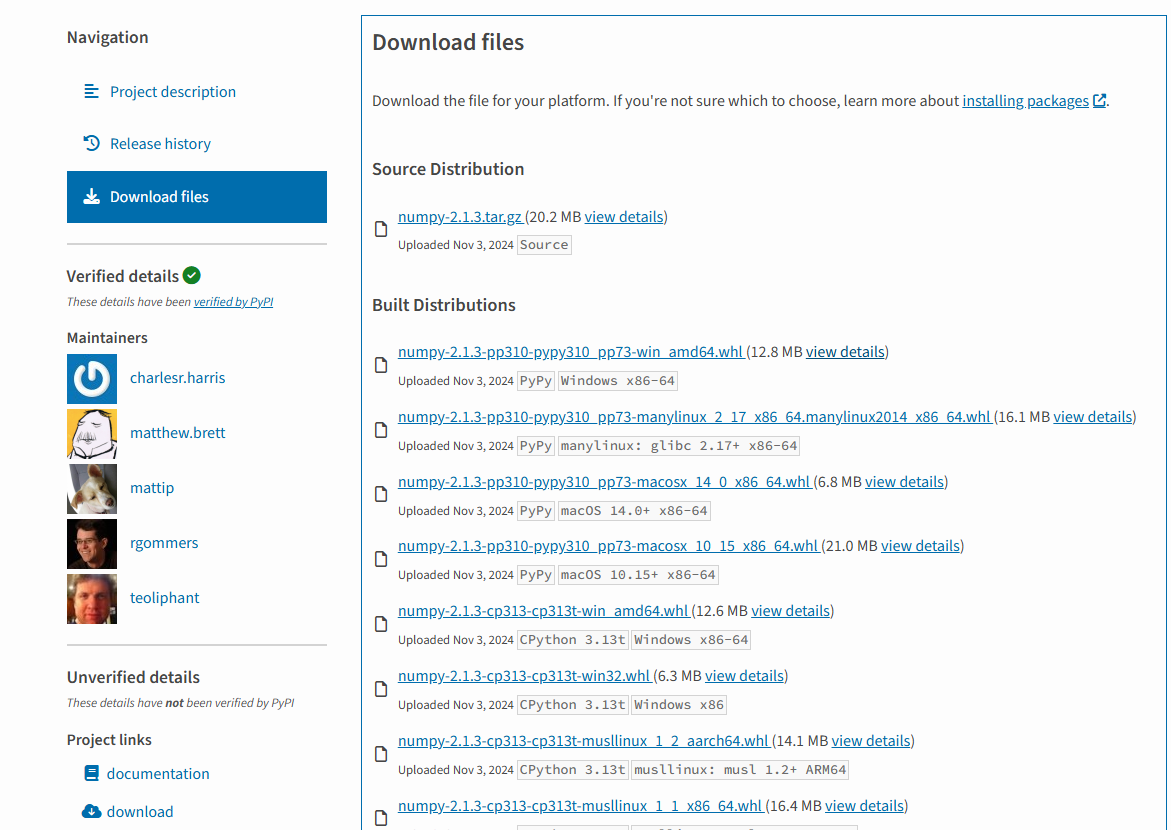 Navigation
Project description
Release history
Download files
Verified details
These details have been verified by PyPI
Maintainers
charlesr.harris
matthew.brett
mattip
rgommers
teoliphant
Unverified details
These details have not been verified by PyPI
Project links
documentation
download
Download files
Download the file for your platform. If you're not sure which to choose, learn more about installing packages.
Source Distribution
numpy-2.1.3.tar.gz (20.2 MB view details)
Uploaded Nov 3, 2024 Source
Built Distributions
numpy-2.1.3-pp310-pypy310_pp73-win_amd64.whl (12.8 MB view details)
Uploaded Nov 3, 2024 PyPy Windows x86-64
numpy-2.1.3-pp310-pypy310_pp73-manylinux_2_17_x86_64.manylinux2014_x86_64.whl (16.1 MB view details)
Uploaded Nov 3, 2024 PyPy manylinux: glibc 2.17+ x86-64
numpy-2.1.3-pp310-pypy310_pp73-macosx_14_0_x86_64.whl (6.8 MB view details)
Uploaded Nov 3, 2024 PyPy macOS 14.0+ x86-64
numpy-2.1.3-pp310-pypy310_pp73-macosx_10_15_x86_64.whl (21.0 MB view details)
Uploaded Nov 3, 2024 PyPy macOS 10.15+ x86-64
numpy-2.1.3-cp313-cp313t-win_amd64.whl (12.6 MB view details)
Uploaded Nov 3, 2024 CPython 3.13t Windows x86-64
numpy-2.1.3-cp313-cp313t-win32.whl (6.3 MB view details)
Uploaded Nov 3, 2024 CPython 3.13t Windows x86
numpy-2.1.3-cp313-cp313t-musllinux_1_2_aarch64.whl (14.1 MB view details)
Uploaded Nov 3, 2024 CPython 3.13t musllinux: musl 1.2+ ARM64
numpy-2.1.3-cp313-cp313t-musllinux_1_1_x86_64.whl (16.4 MB view details)